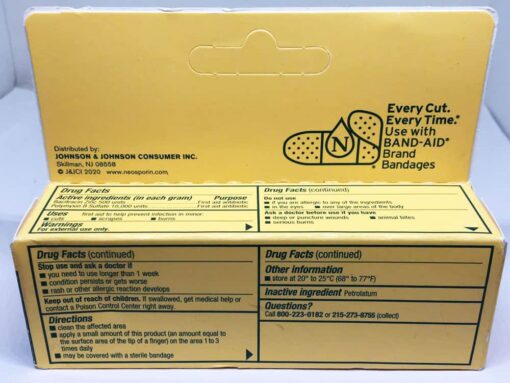 Every Cut.
Every Time.®
Use with
BAND-AID®
Brand
Bandages
N
Distributed by:
JOHNSON & JOHNSON CONSUMER INC.
Skillman, NJ 08558
© J&JCI 2020 www.neosporin.com
Drug Facts
Active ingredients (in each gram) Purpose
Bacitracin Zinc 500 units First aid antibiotic
Polymyxin B Sulfate 10,000 units First aid antibiotic
Uses first aid to help prevent infection in minor:
■ cuts ■ scrapes ■ burns
Warnings
For external use only.
Drug Facts (continued)
Do not use
■ if you are allergic to any of the ingredients
■ in the eyes ■ over large areas of the body
Ask a doctor before use if you have
■ deep or puncture wounds ■ animal bites
■ serious burns
Drug Facts (continued)
Stop use and ask a doctor if
■ you need to use longer than 1 week
■ condition persists or gets worse
■ rash or other allergic reaction develops
Keep out of reach of children. If swallowed, get medical help or
contact a Poison Control Center right away.
Directions
■ clean the affected area
■ apply a small amount of this product (an amount equal to
the surface area of the tip of a finger) on the area 1 to 3
times daily
■ may be covered with a sterile bandage
Drug Facts (continued)
Other information
■ store at 20° to 25°C (68° to 77°F)
Inactive ingredient Petrolatum
Questions?
Call 800-223-0182 or 215-273-8755 (collect)